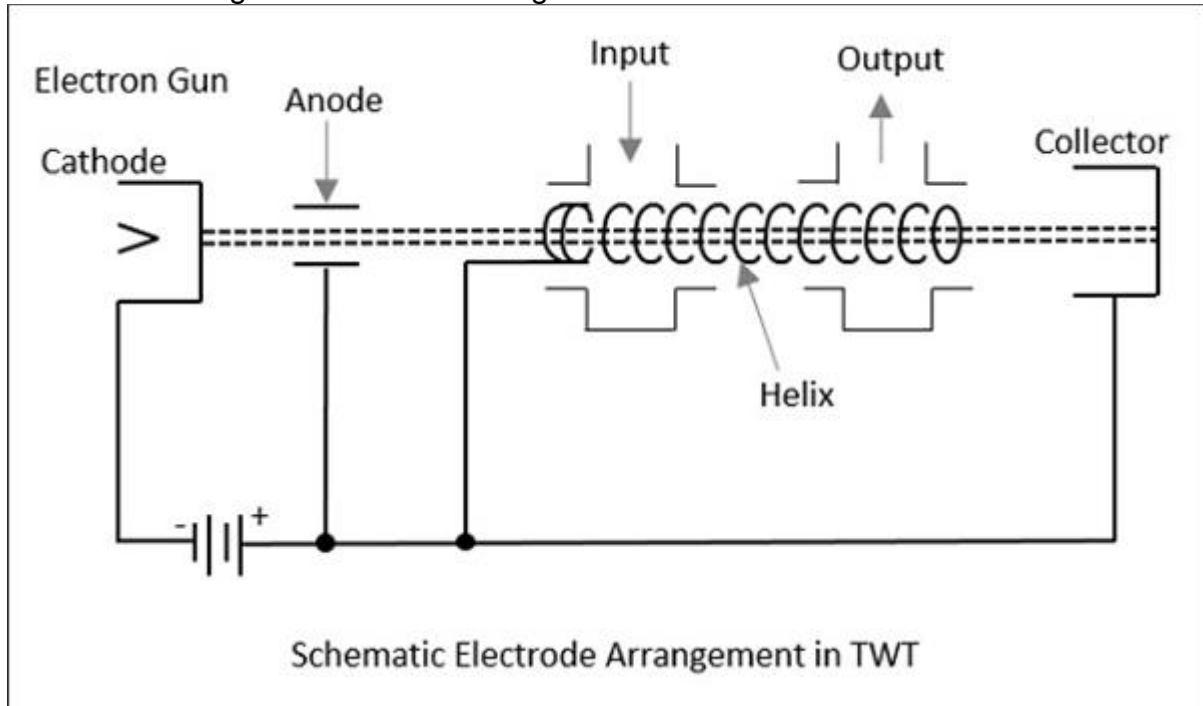 Electron Gun
Cathode
Anode
Input
Output
Collector
Helix
- +
Schematic Electrode Arrangement in TWT